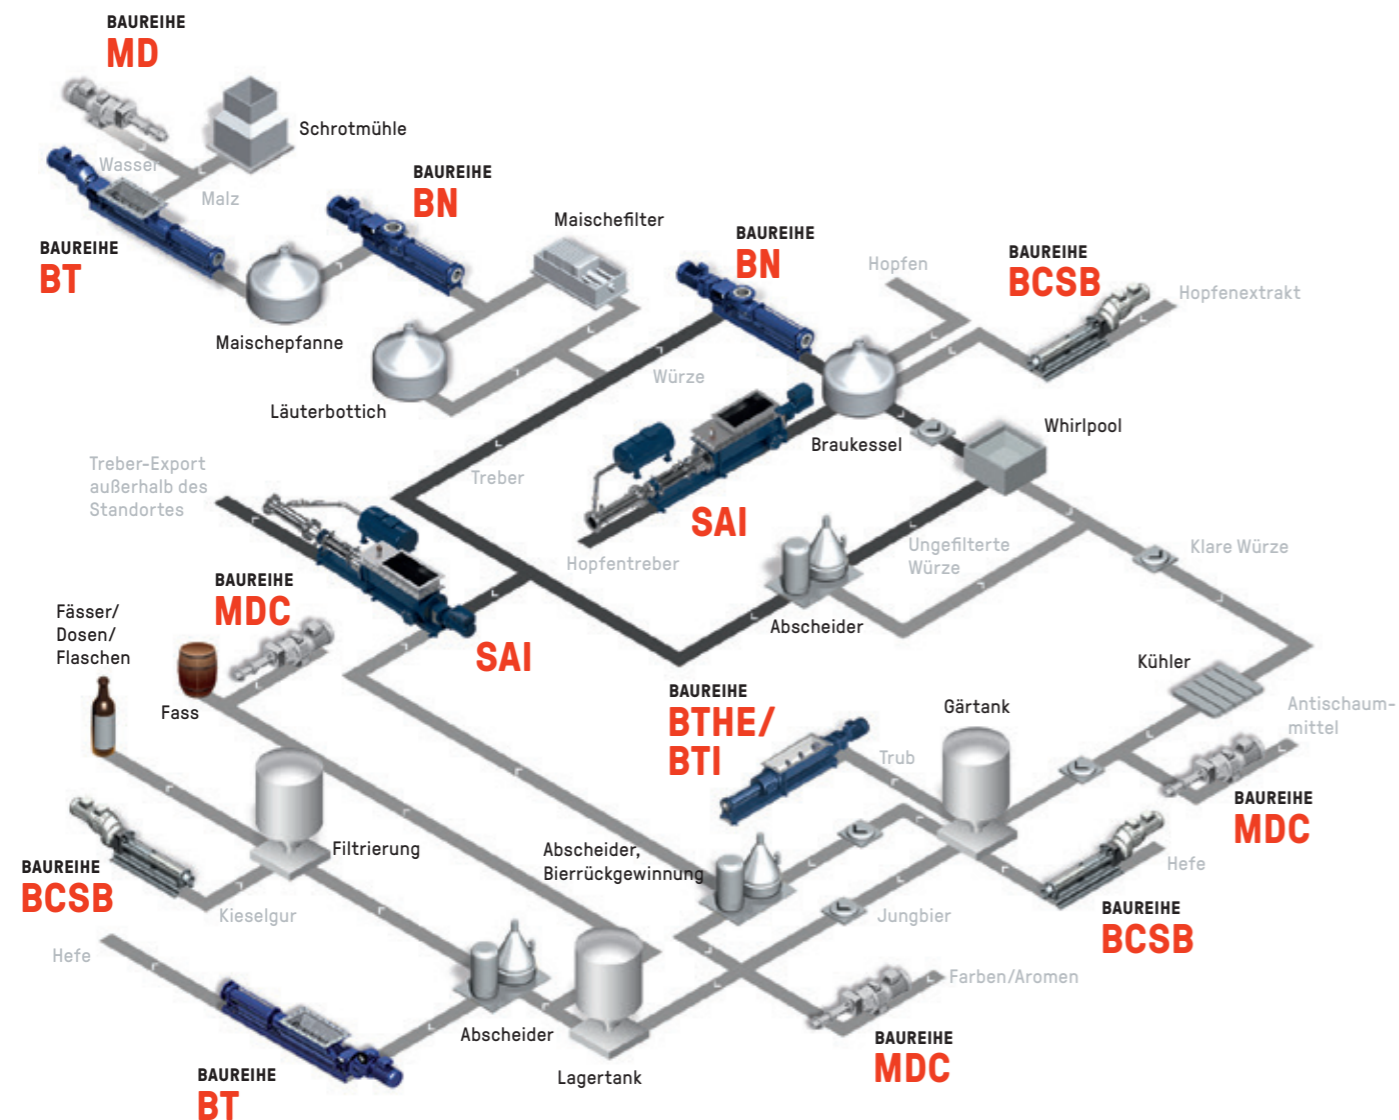 BAUREIHE
MD
Schrotmühle
Wasser
Malz
BAUREIHE
BT
BAUREIHE
BN
Maischefilter
BAUREIHE
BN
Hopfen
BAUREIHE
BCSB
Hopfenextrakt
Maischepfanne
Läuterbottich
Würze
Braukessel
Whirlpool
Treber-Export
außerhalb des
Standortes
Treber
SAI
Hopfentreber
Ungefilterte
Würze
Klare Würze
Abscheider
BAUREIHE
MDC
SAI
Fässer/
Dosen/
Flaschen
Fass
Kühler
BAUREIHE
BTHE/
BTI
Gärtank
Trub
Antischaum-
mittel
BAUREIHE
MDC
Filtrierung
Abscheider,
Bierrückgewinnung
Hefe
BAUREIHE
BCSB
Kieselgur
Jungbier
BAUREIHE
BCSB
Hefe
Farben/Aromen
Abscheider
Lagertank
BAUREIHE
MDC
BAUREIHE
BT